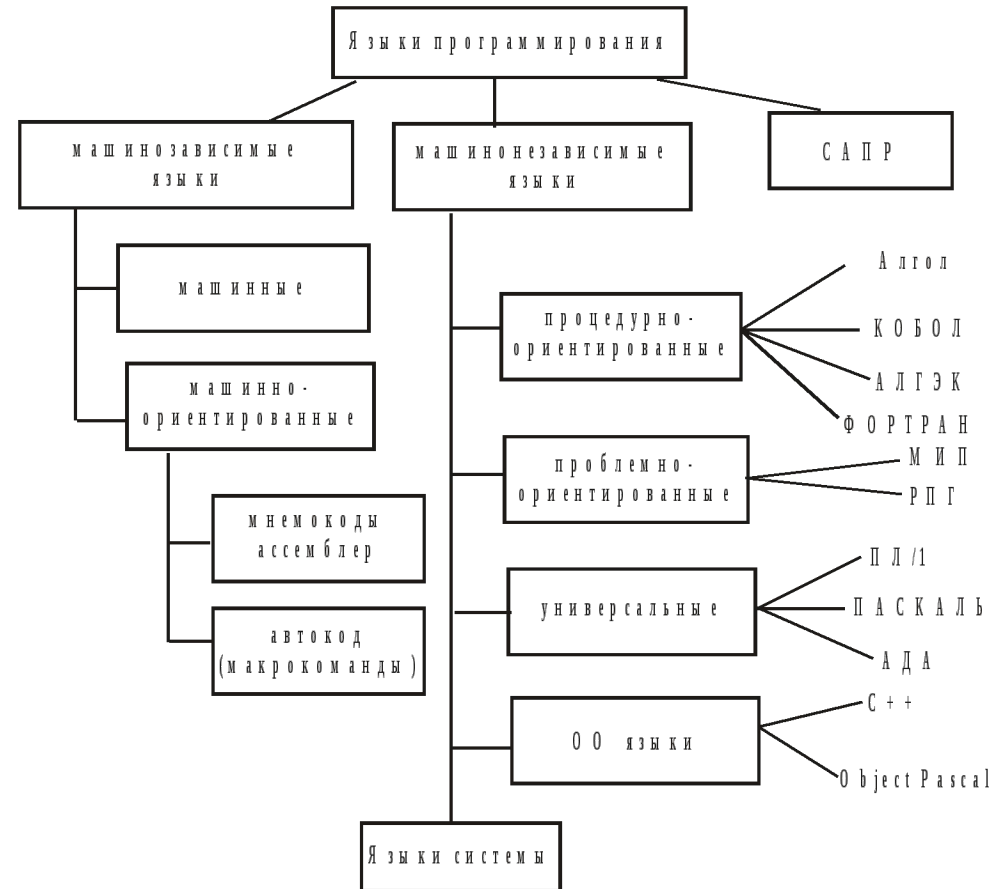 Языки программирования
машинозависимые
языки
машинонезависимые
языки
САПР
машинные
машинно-
ориентированные
мнемокоды
ассемблер
автокод
(макрокоманды)
процедурно-
ориентированные
Алгол
КОБОЛ
АЛГЭК
ФОРТРАН
проблемно-
ориентированные
МИП
РПГ
универсальные
ПЛ/1
ПАСКАЛЬ
АДА
ОО языки
С++
Object Pascal
Языки системы